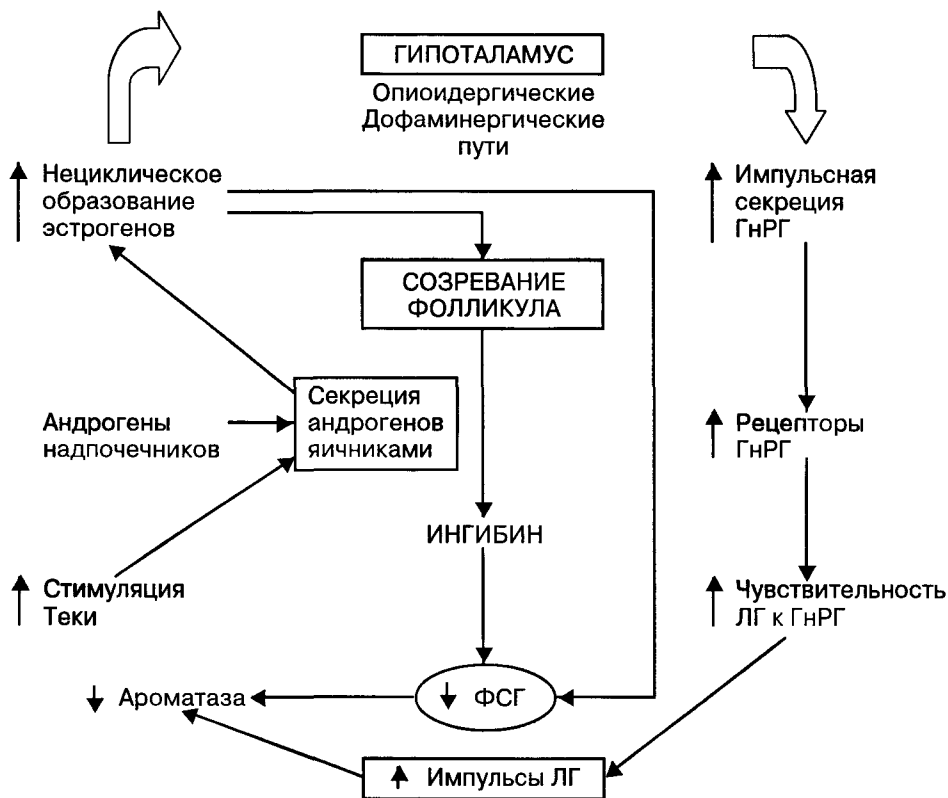 ГИПОТАЛАМУС
Опиоидергические
Дофаминергические
пути
Нециклическое
образование
эстрогенов
Импульсная
секреция
ГнРГ
СОЗРЕВАНИЕ
ФОЛЛИКУЛА
Андрогены
надпочечников
Секреция
андрогенов
яичниками
Рецепторы
ГнРГ
ИНГИБИН
Стимуляция
Теки
Чувствительность
ЛГ к ГнРГ
Ароматаза
ФСГ
Импульсы ЛГ